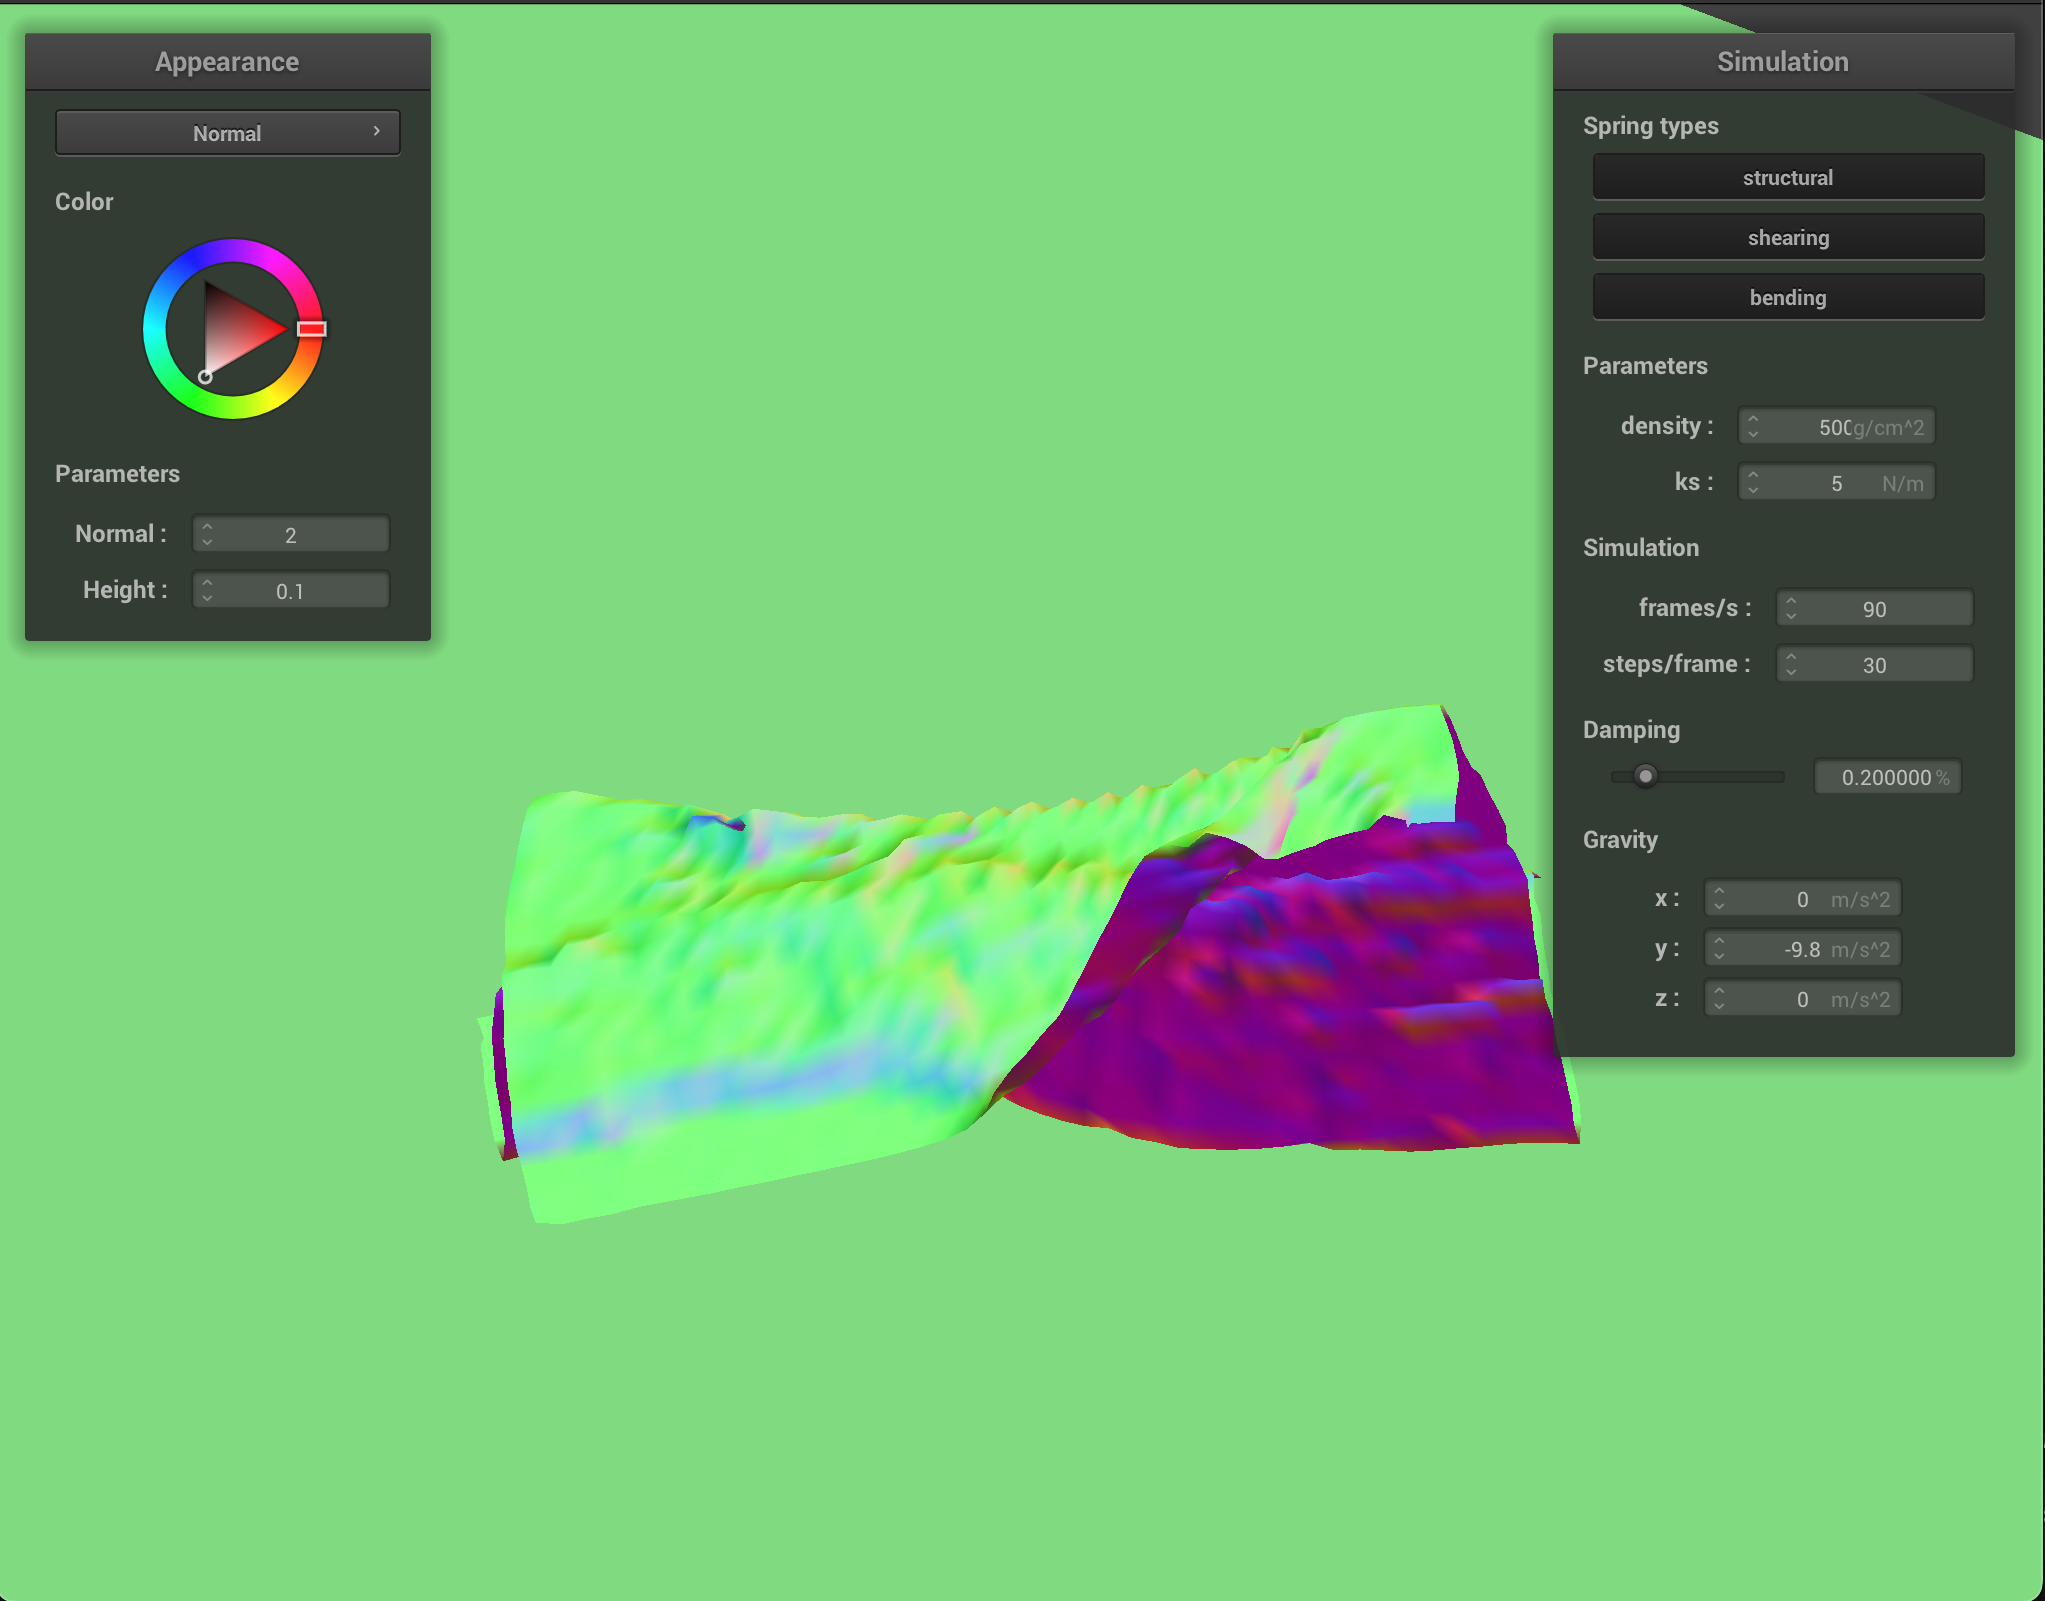 Appearance
Normal
Color
Parameters
Normal : 2
Height : 0.1
Simulation
Spring types
structural
shearing
bending
Parameters
density : 500g/cm^2
ks : 5 N/m
Simulation
frames/s : 90
steps/frame : 30
Damping
0.200000 %
Gravity
x : 0 m/s^2
y : -9.8 m/s^2
z : 0 m/s^2